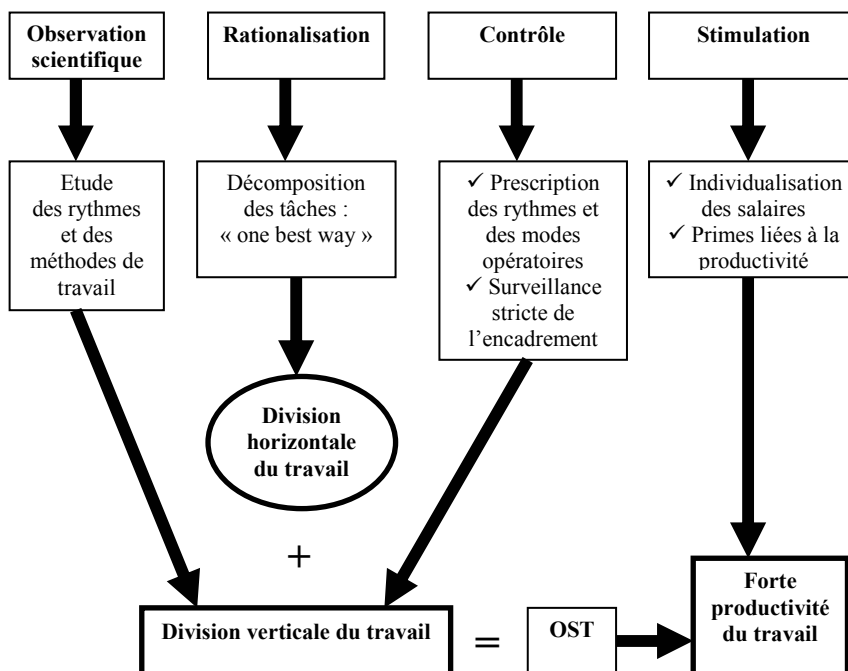 Observation
scientifique
Rationalisation
Contrôle
Stimulation
Etude
des rythmes
et des
méthodes de
travail
Décomposition
des tâches :
« one best way »
✓ Prescription
des rythmes et
des modes
opératoires
✓ Surveillance
stricte de
l’encadrement
✓ Individualisation
des salaires
✓ Primes liées à la
productivité
Division
horizontale
du travail
+
Division verticale du travail
=
OST
Forte
productivité
du travail